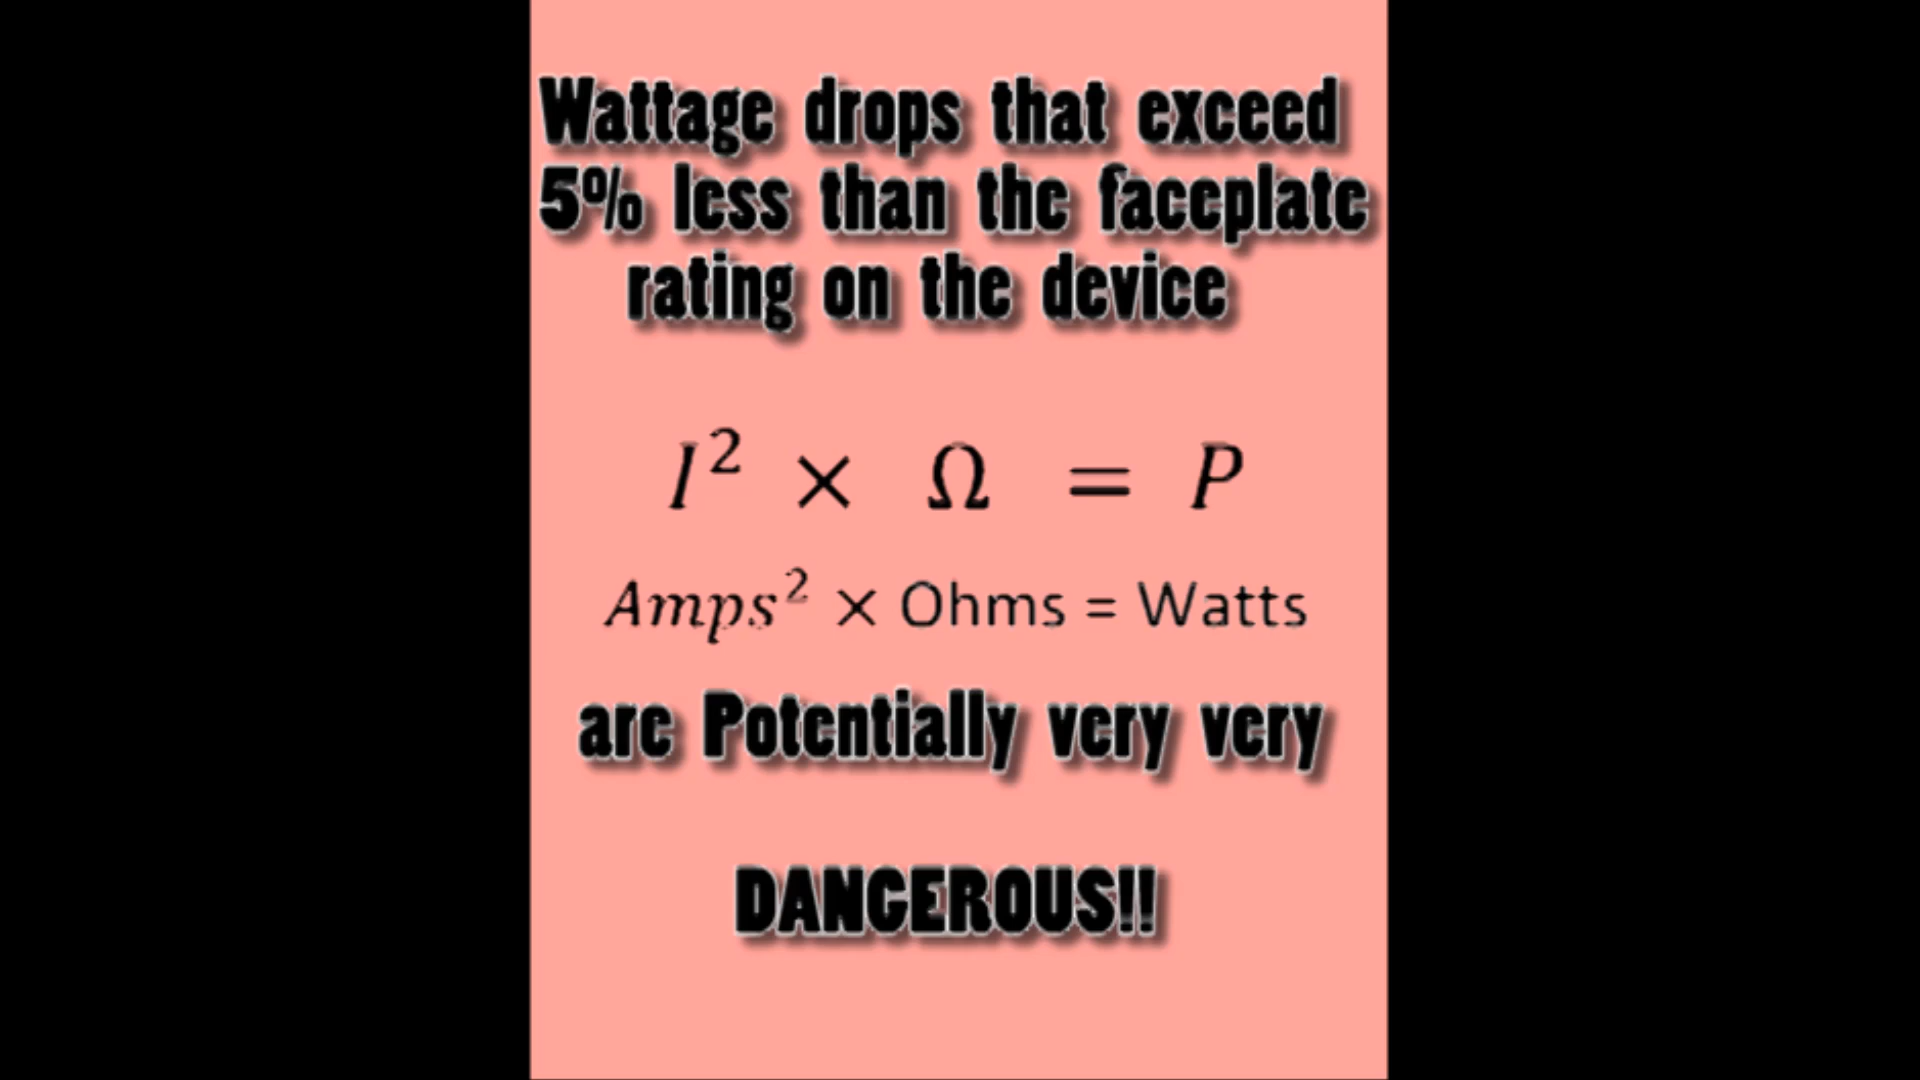 Wattage drops that exceed
5% less than the faceplate
rating on the device
I² × Ω = P
Amps² × Ohms = Watts
are Potentially very very
DANGEROUS!!